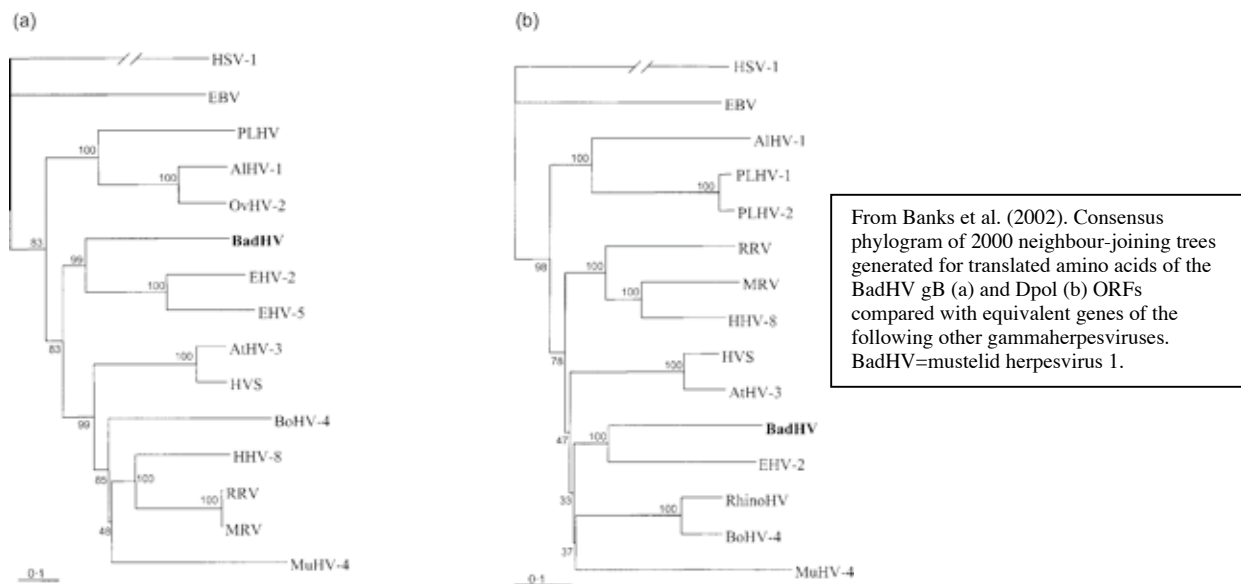 (a)
HSV-1
EBV
PLHV
100
AlHV-1
100
100
OvHV-2
83
BadHV
99
EHV-2
100
EHV-5
83
AtHV-3
100
HVS
99
BoHV-4
HHV-8
85
100
RRV
100
MRV
48
MuHV-4
0·1
(b)
HSV-1
EBV
AlHV-1
100
PLHV-1
100
PLHV-2
98
RRV
100
MRV
100
HHV-8
78
HVS
100
AtHV-3
47
BadHV
100
EHV-2
33
RhinoHV
100
BoHV-4
37
MuHV-4
0·1
From Banks et al. (2002). Consensus
phylogram of 2000 neighbour-joining trees
generated for translated amino acids of the
BadHV gB (a) and Dpol (b) ORFs
compared with equivalent genes of the
following other gammaherpesviruses.
BadHV=mustelid herpesvirus 1.